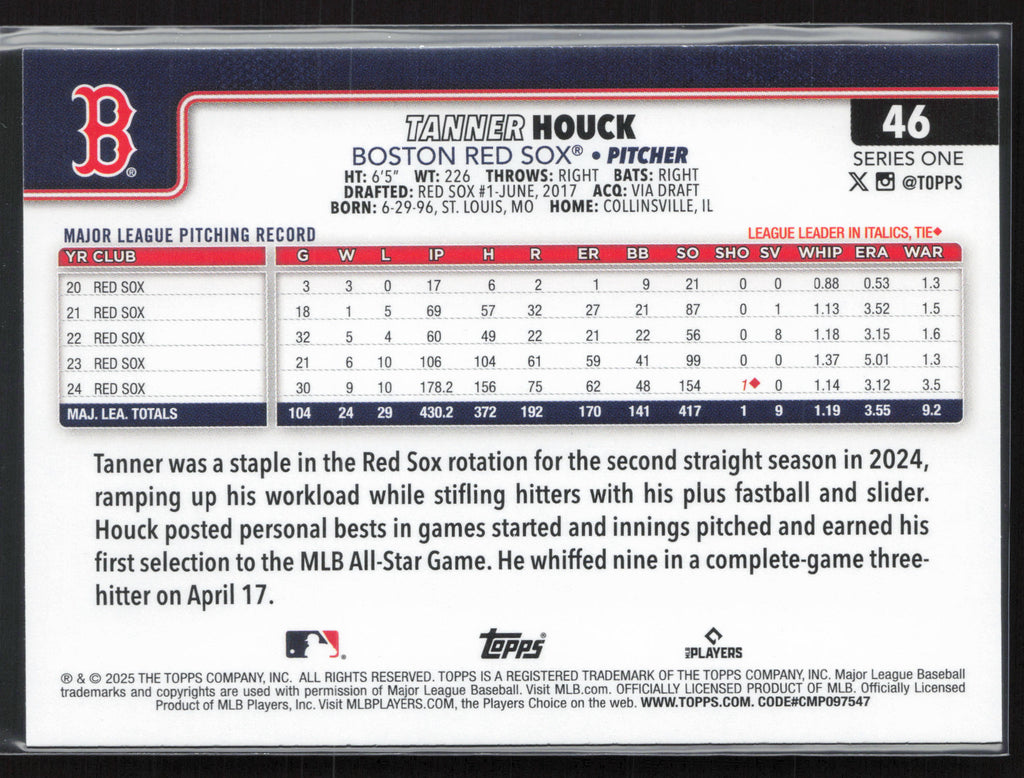 B®
46
TANNER HOUCK
SERIES ONE
BOSTON RED SOX® • PITCHER
@TOPPS
HT: 6'5" WT: 226 THROWS: RIGHT BATS: RIGHT
DRAFTED: RED SOX #1-JUNE, 2017 ACQ: VIA DRAFT
BORN: 6-29-96, ST. LOUIS, MO HOME: COLLINSVILLE, IL
MAJOR LEAGUE PITCHING RECORD LEAGUE LEADER IN ITALICS, TIE♦
YR CLUB G W L IP H R ER BB SO SHO SV WHIP ERA WAR
20 RED SOX 3 3 0 17 6 2 1 9 21 0 0 0.88 0.53 1.3
21 RED SOX 18 1 5 69 57 32 27 21 87 0 1 1.13 3.52 1.5
22 RED SOX 32 5 4 60 49 22 21 22 56 0 8 1.18 3.15 1.6
23 RED SOX 21 6 10 106 104 61 59 41 99 0 0 1.37 5.01 1.3
24 RED SOX 30 9 10 178.2 156 75 62 48 154 1♦ 0 1.14 3.12 3.5
MAJ. LEA. TOTALS 104 24 29 430.2 372 192 170 141 417 1 9 1.19 3.55 9.2
Tanner was a staple in the Red Sox rotation for the second straight season in 2024,
ramping up his workload while stifling hitters with his plus fastball and slider.
Houck posted personal bests in games started and innings pitched and earned his
first selection to the MLB All-Star Game. He whiffed nine in a complete-game three-
hitter on April 17.
Topps® MLB PLAYERS
® & © 2025 THE TOPPS COMPANY, INC. ALL RIGHTS RESERVED. TOPPS IS A REGISTERED TRADEMARK OF THE TOPPS COMPANY, INC. Major League Baseball
trademarks and copyrights are used with permission of Major League Baseball. Visit MLB.com. OFFICIALLY LICENSED PRODUCT OF MLB. Officially Licensed
Product of MLB Players, Inc. Visit MLBPLAYERS.COM, the Players Choice on the web. WWW.TOPPS.COM. CODE#CMP097547